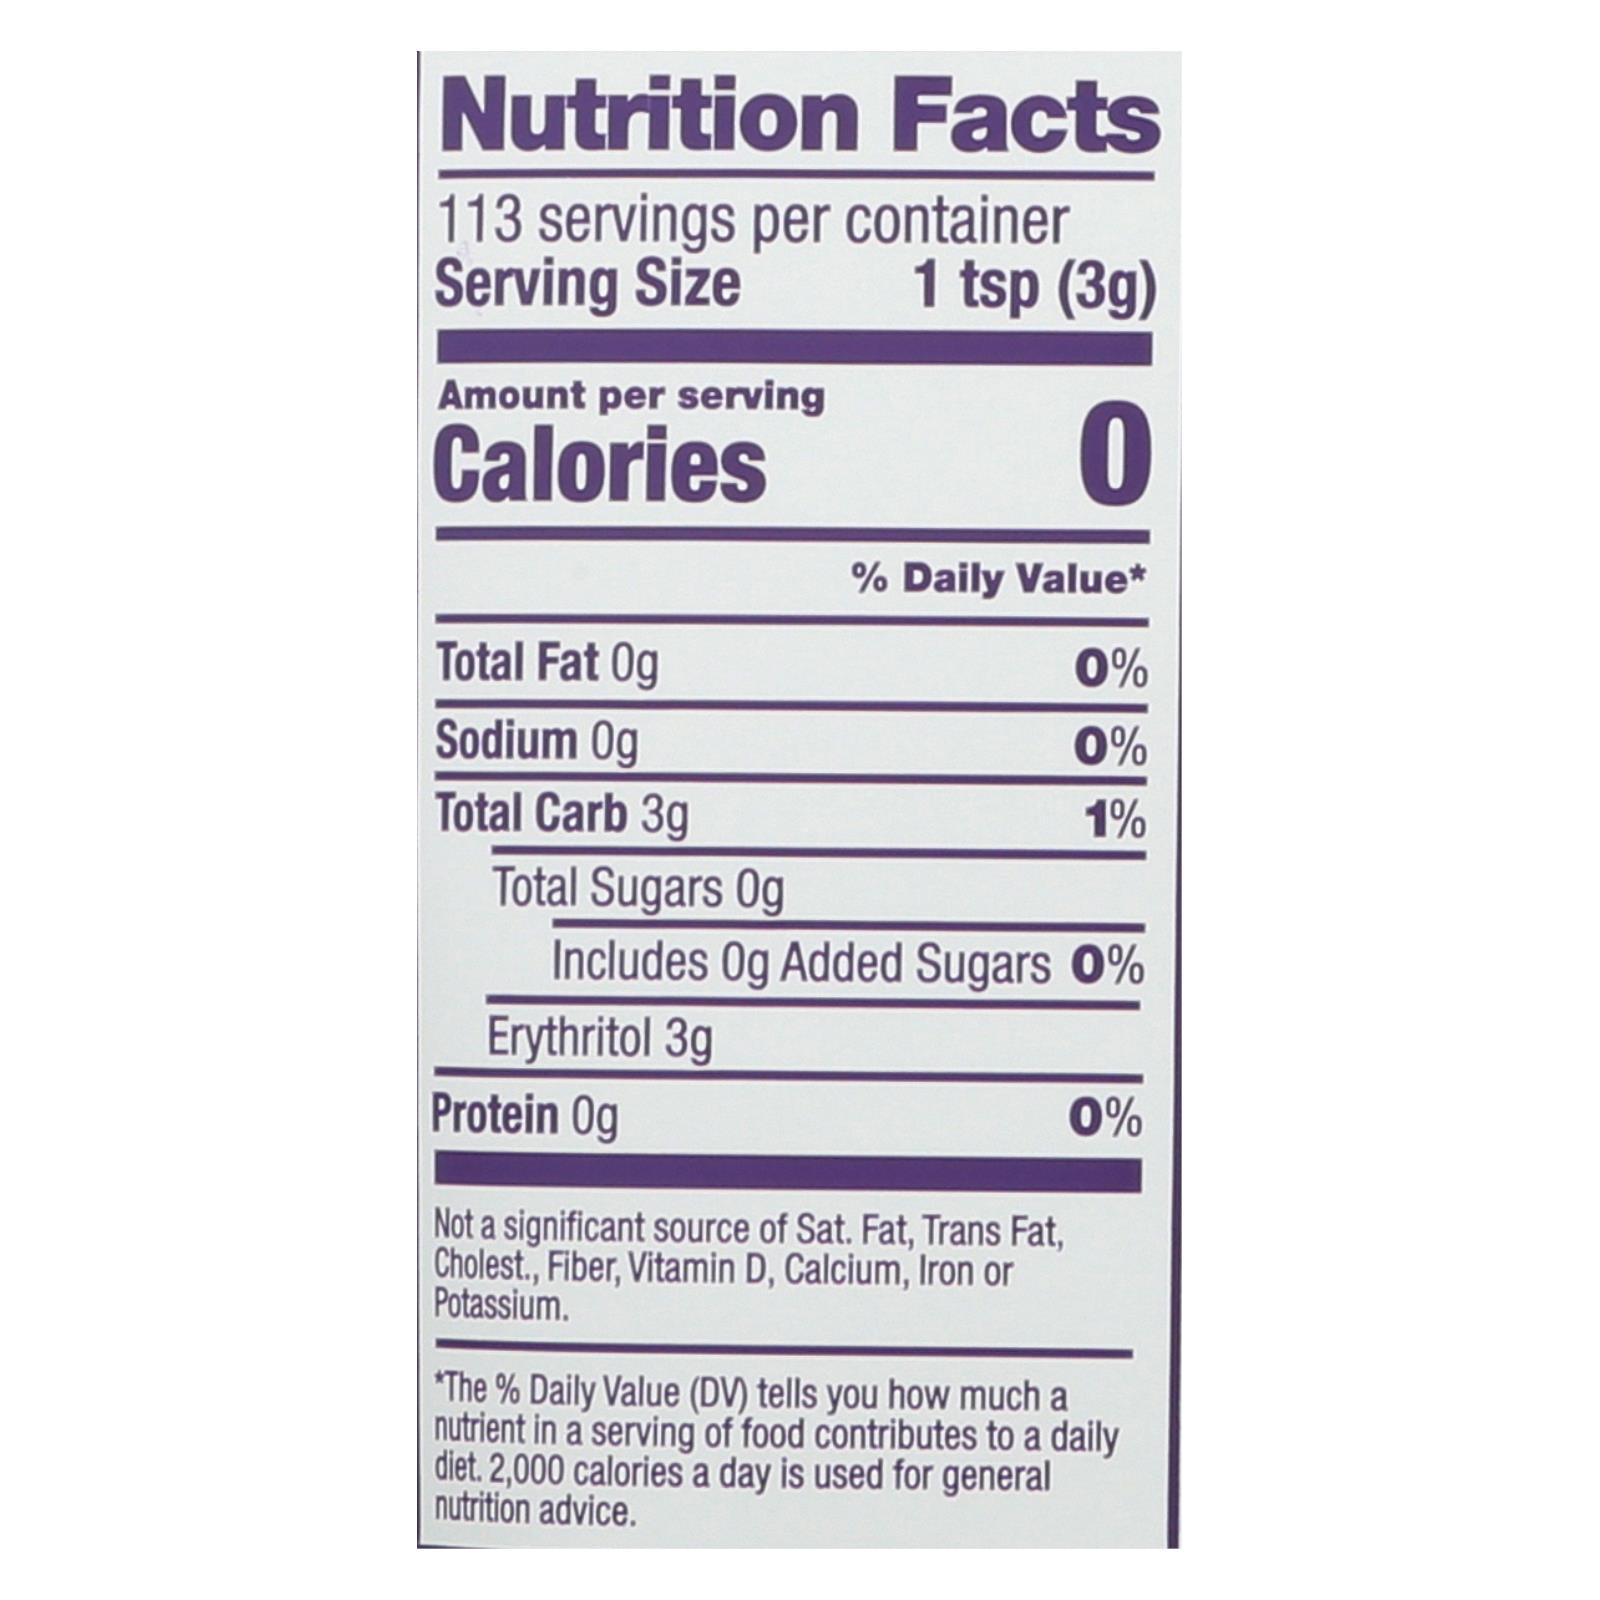 Nutrition Facts
113 servings per container
Serving Size 1 tsp (3g)
Amount per serving
Calories 0
% Daily Value*
Total Fat 0g 0%
Sodium 0g 0%
Total Carb 3g 1%
Total Sugars 0g
Includes 0g Added Sugars 0%
Erythritol 3g
Protein 0g 0%
Not a significant source of Sat. Fat, Trans Fat,
Cholest., Fiber, Vitamin D, Calcium, Iron or
Potassium.
*The % Daily Value (DV) tells you how much a
nutrient in a serving of food contributes to a daily
diet. 2,000 calories a day is used for general
nutrition advice.